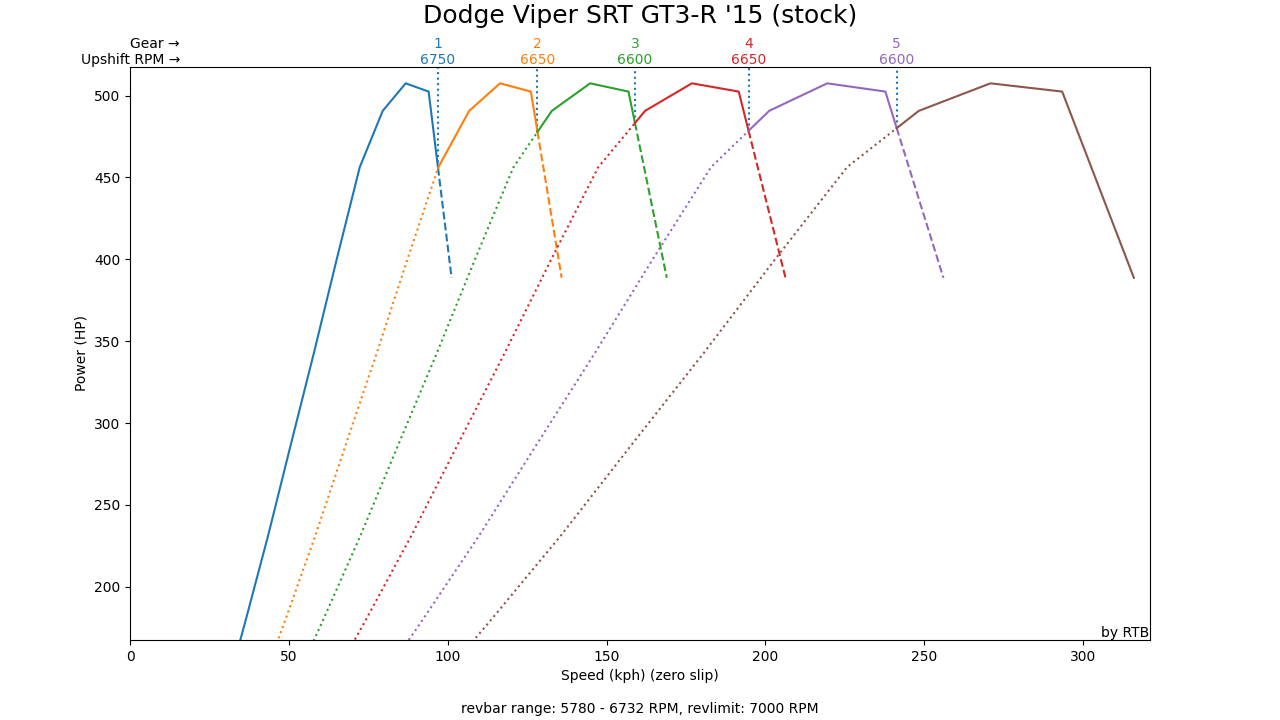 Dodge Viper SRT GT3-R '15 (stock)
Gear → 1 2 3 4 5
Upshift RPM → 6750 6650 6600 6650 6600
500
450
400
350
300
250
200
Power (HP)
by RTB
0 50 100 150 200 250 300
Speed (kph) (zero slip)
revbar range: 5780 - 6732 RPM, revlimit: 7000 RPM